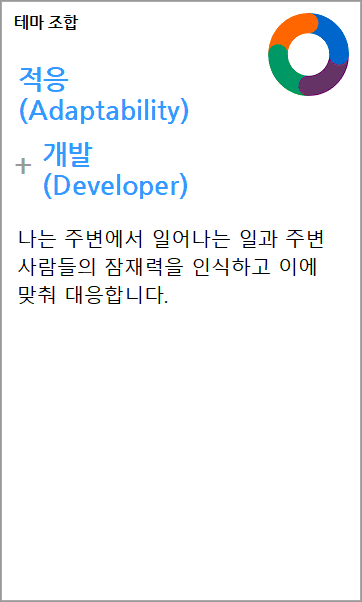 테마 조합
적응
(Adaptability)
+ 개발
(Developer)
나는 주변에서 일어나는 일과 주변
사람들의 잠재력을 인식하고 이에
맞춰 대응합니다.